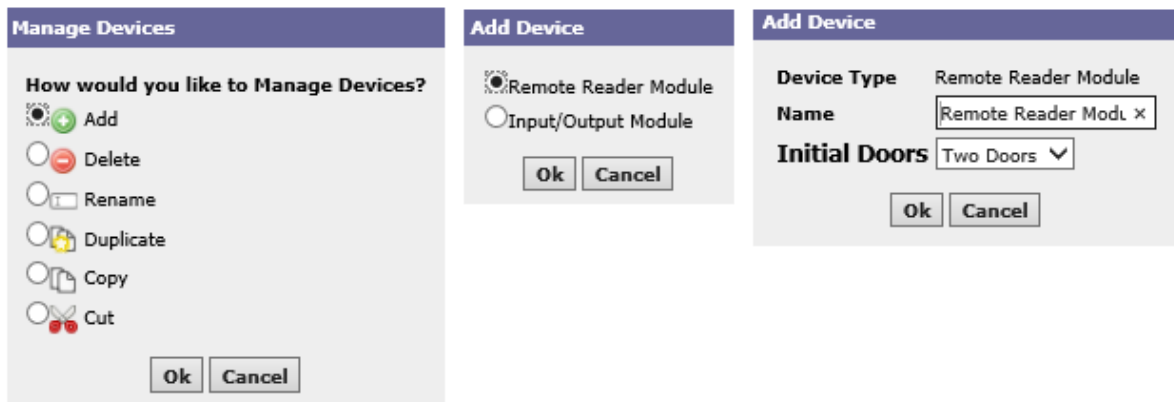 Manage Devices
How would you like to Manage Devices?
Add
Delete
Rename
Duplicate
Copy
Cut
Ok Cancel
Add Device
Remote Reader Module
Input/Output Module
Ok Cancel
Add Device
Device Type Remote Reader Module
Name Remote Reader Modu ×
Initial Doors Two Doors
Ok Cancel